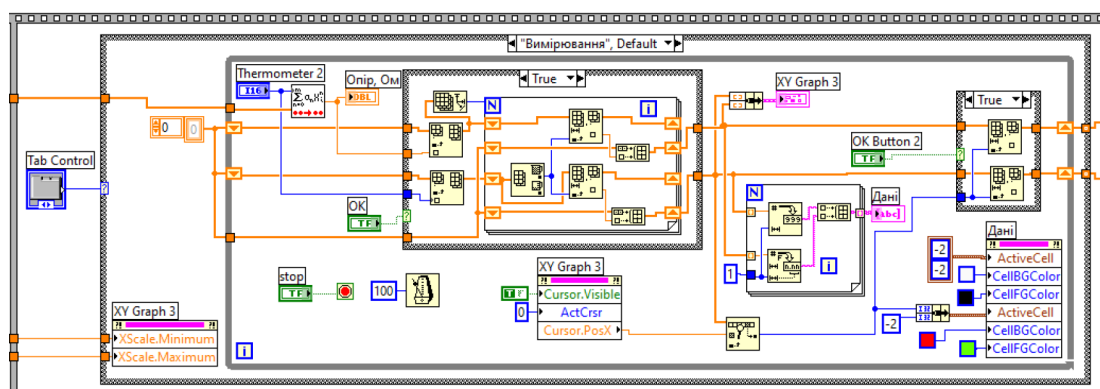 "Вимірювання", Default
Thermometer 2
I16
Опір, Ом
DBL
True
N
i
XY Graph 3
True
0
0
OK Button 2
TF
Tab Control
OK
TF
N
Дані
abc
999
n.nn
1
i
Дані
-2
-2
ActiveCell
CellBGColor
CellFGColor
ActiveCell
CellBGColor
CellFGColor
-2
stop
TF
100
XY Graph 3
T
Cursor.Visible
0
ActCrsr
Cursor.PosX
XY Graph 3
XScale.Minimum
XScale.Maximum
i